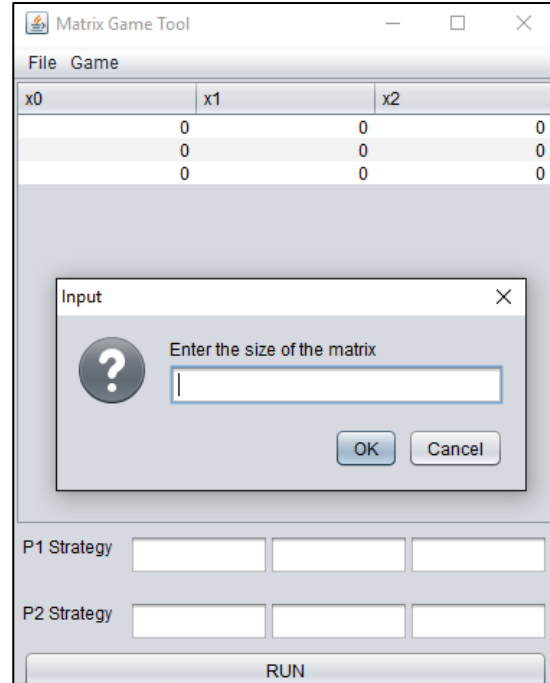 Matrix Game Tool
File Game
x0 x1 x2
0 0 0
0 0 0
0 0 0
Input
?
Enter the size of the matrix
OK Cancel
P1 Strategy
P2 Strategy
RUN